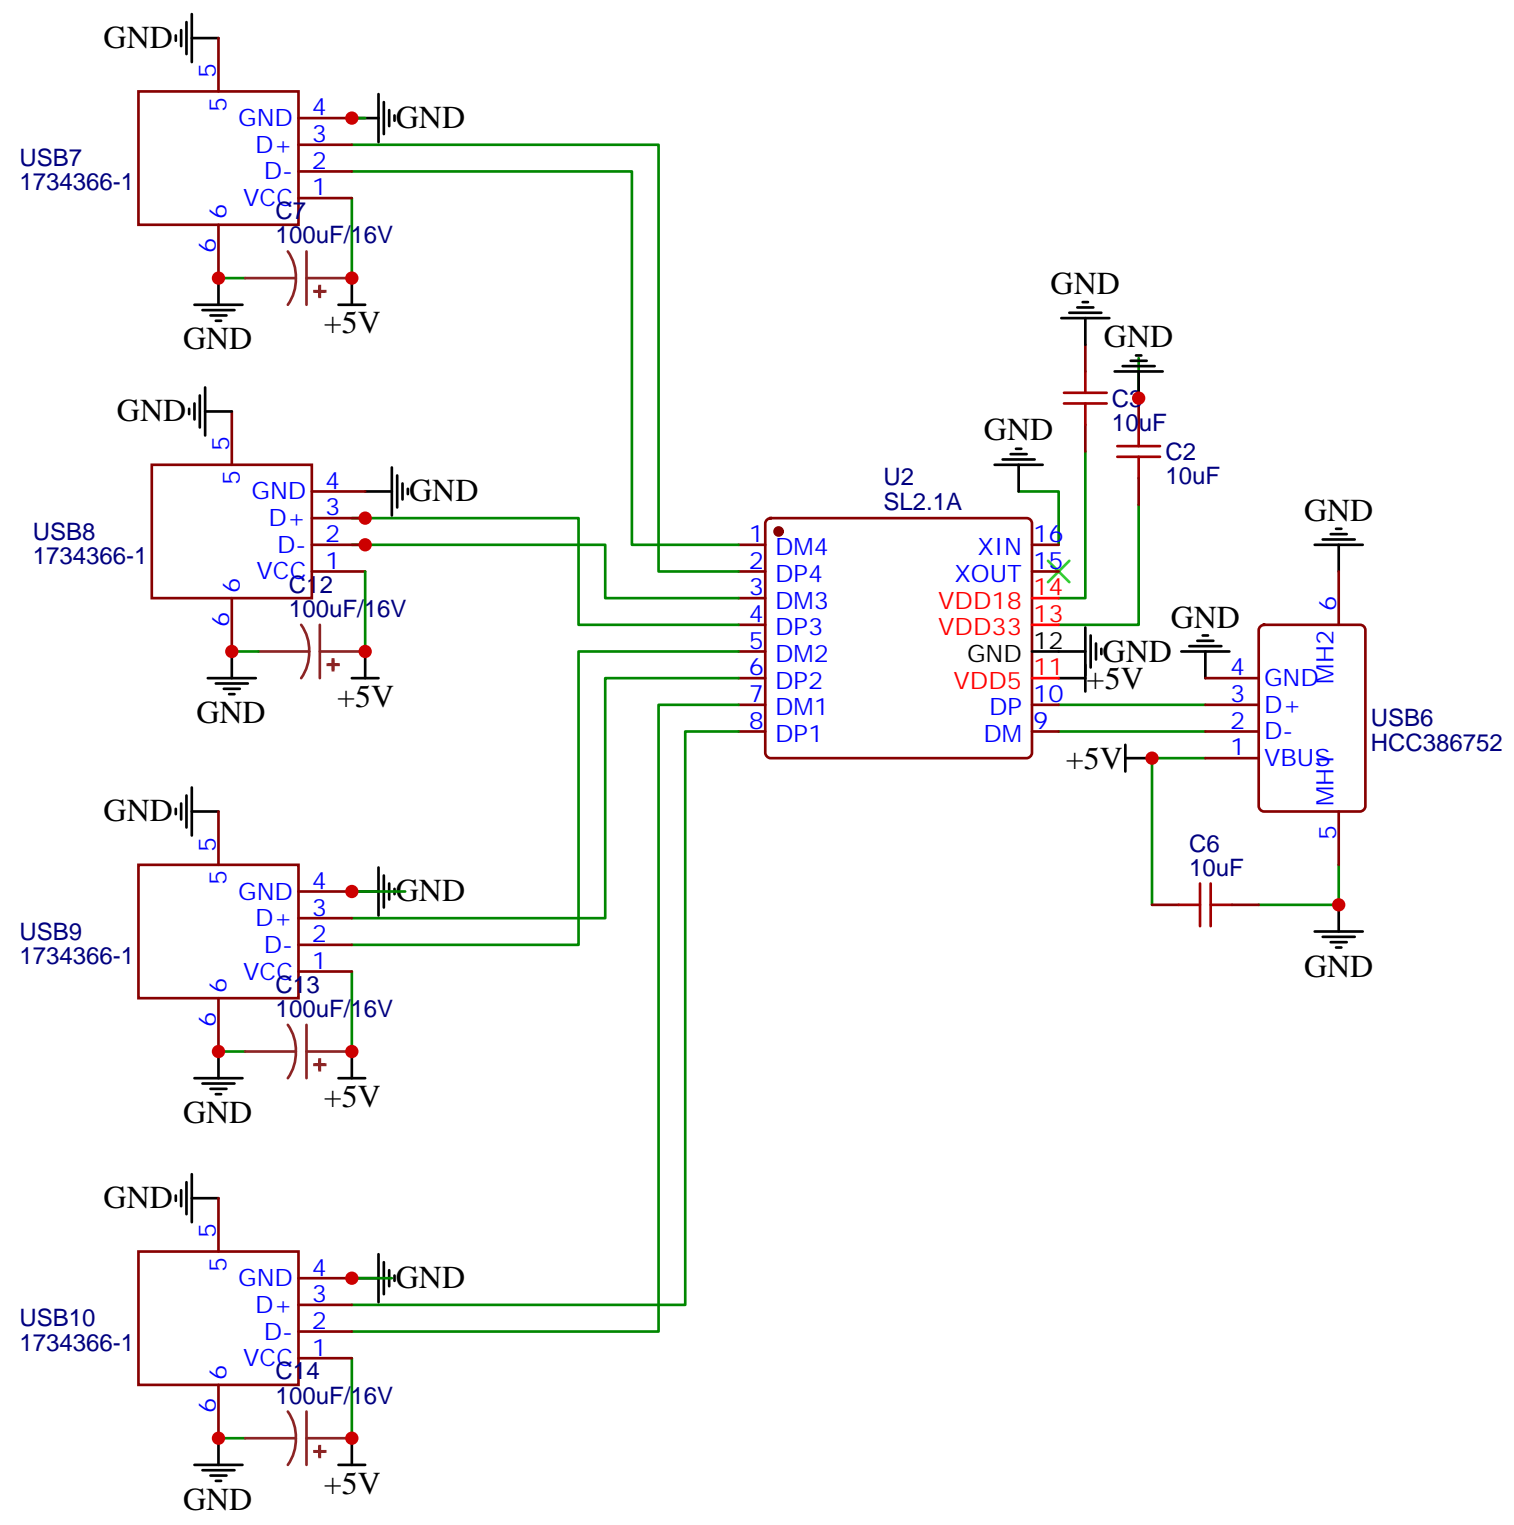 GND
5
5
GND 4 GND
D+ 3
D- 2
VCC 1
USB7
1734366-1
6
6
C7
100uF/16V
+
GND
+5V
GND
5
5
GND 4 GND
D+ 3
D- 2
VCC 1
USB8
1734366-1
6
6
C12
100uF/16V
+
GND
+5V
GND
5
5
GND 4 GND
D+ 3
D- 2
VCC 1
USB9
1734366-1
6
6
C13
100uF/16V
+
GND
+5V
GND
5
5
GND 4 GND
D+ 3
D- 2
VCC 1
USB10
1734366-1
6
6
C14
100uF/16V
+
GND
+5V
GND
GND
C3
10uF
GND
C2
10uF
U2
SL2.1A
1 DM4 XIN 16
2 DP4 XOUT 15
3 DM3 VDD18 14
4 DP3 VDD33 13
5 DM2 GND 12 GND
6 DP2 VDD5 11 +5V
7 DM1 DP 10
8 DP1 DM 9
GND
6
MH2
GND
4 GND
3 D+
2 D-
+5V 1 VBUS
MH1
5
USB6
HCC386752
C6
10uF
GND